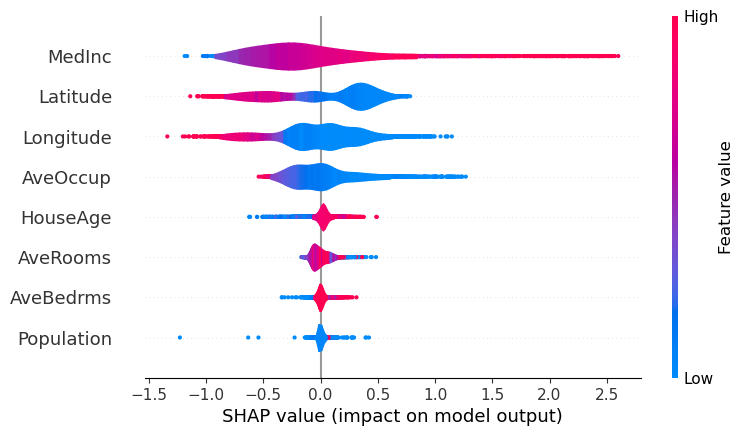 High
MedInc
Latitude
Longitude
AveOccup
HouseAge
AveRooms
AveBedrms
Population
Feature value
Low
−1.5 −1.0 −0.5 0.0 0.5 1.0 1.5 2.0 2.5
SHAP value (impact on model output)